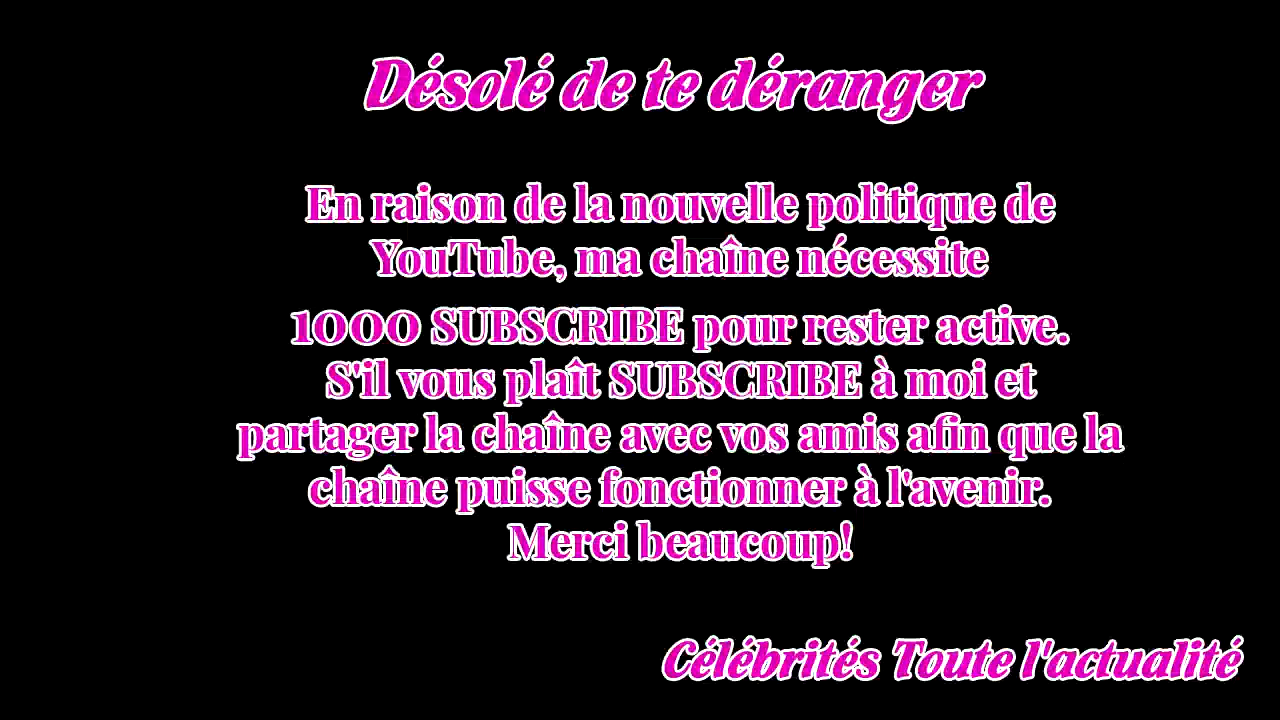 Désolé de te déranger
En raison de la nouvelle politique de
YouTube, ma chaîne nécessite
1000 SUBSCRIBE pour rester active.
S'il vous plaît SUBSCRIBE à moi et
partager la chaîne avec vos amis afin que la
chaîne puisse fonctionner à l'avenir.
Merci beaucoup!
Célébrités Toute l'actualité